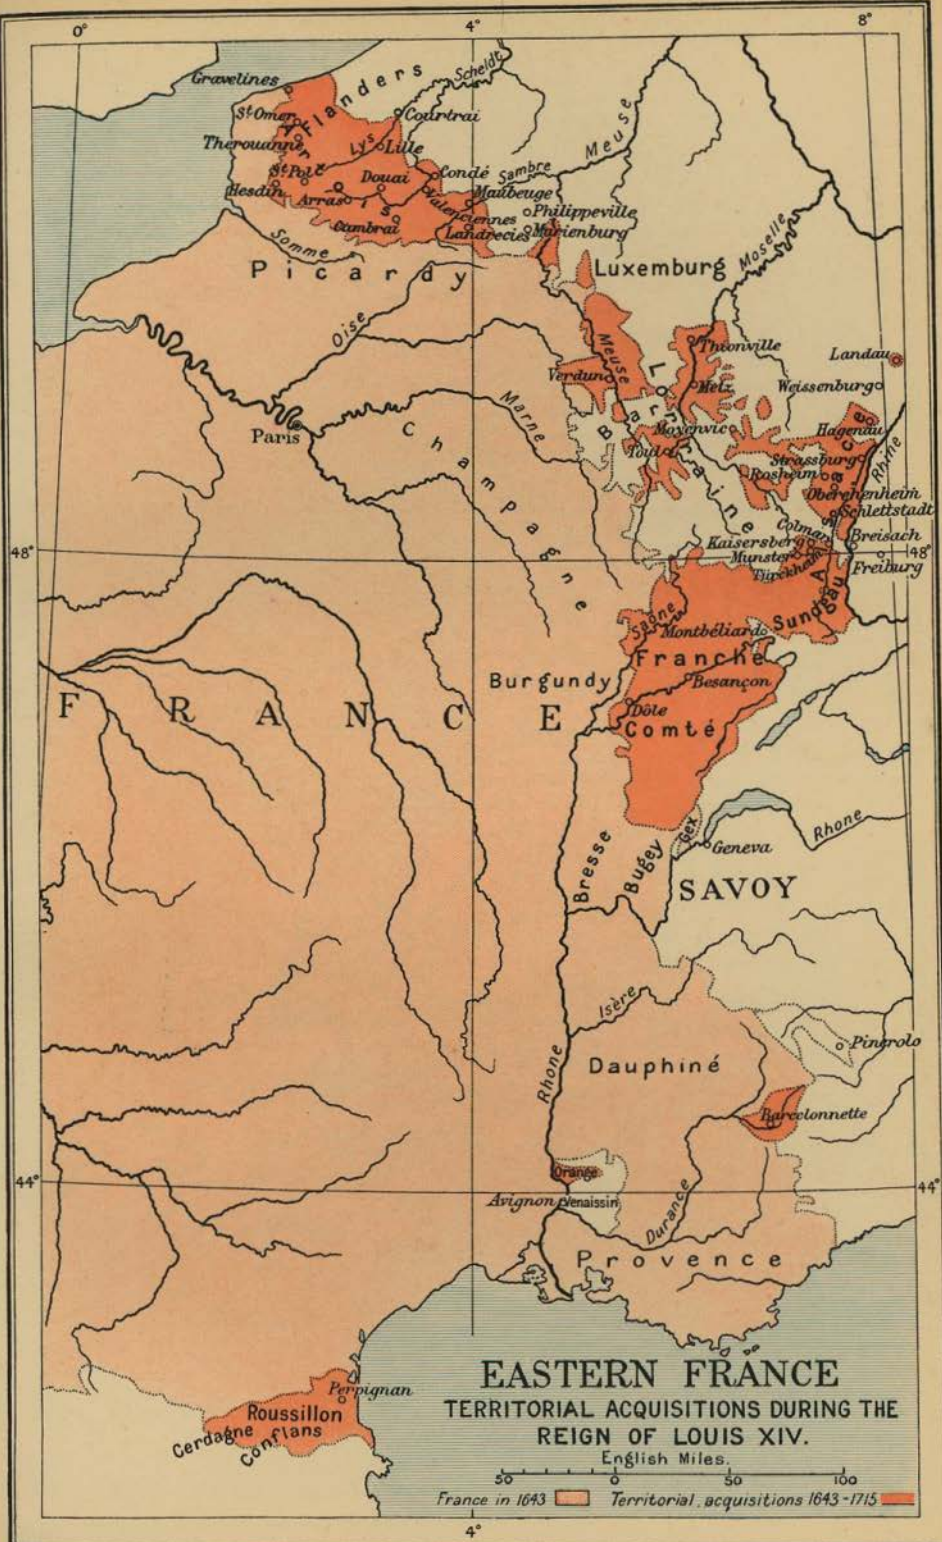 0° 4° 8°
Gravelines
Flanders
Scheldt
St Omer
Courtrai
Therouanne
Lys
Lille
Meuse
St Pol
Artois
Douai
Condé
Sambre
Hesdin
Arras
Valenciennes
Maubeuge
Philippeville
Cambrai
Landrecies
Marienburg
Somme
Picardy
Luxemburg
Moselle
Oise
Meuse
Thionville
Landau
Verdun
Lorraine
Metz
Weissenburg
Marne
Paris
Bar
Moyenvic
Hagenau
Champagne
Toul
Strassburg
Rhine
Rosheim
Alsace
Oberehenheim
Schlettstadt
Colmar
Kaisersberg
Breisach
48° 48°
Munster
Türckheim
Freiburg
Sundgau
Saône
Montbéliard
Burgundy
Franche
Besançon
FRANCE
Dôle
Comté
Gex
Rhone
Geneva
Bresse
Bugey
SAVOY
Isère
Rhone
Dauphiné
Pinerolo
Barcelonnette
Orange
44° 44°
Avignon
Venaissin
Durance
Provence
Perpignan
Roussillon
Cerdagne
Conflans
EASTERN FRANCE
TERRITORIAL ACQUISITIONS DURING THE
REIGN OF LOUIS XIV.
English Miles.
50 0 50 100
France in 1643 Territorial acquisitions 1643-1715
4°